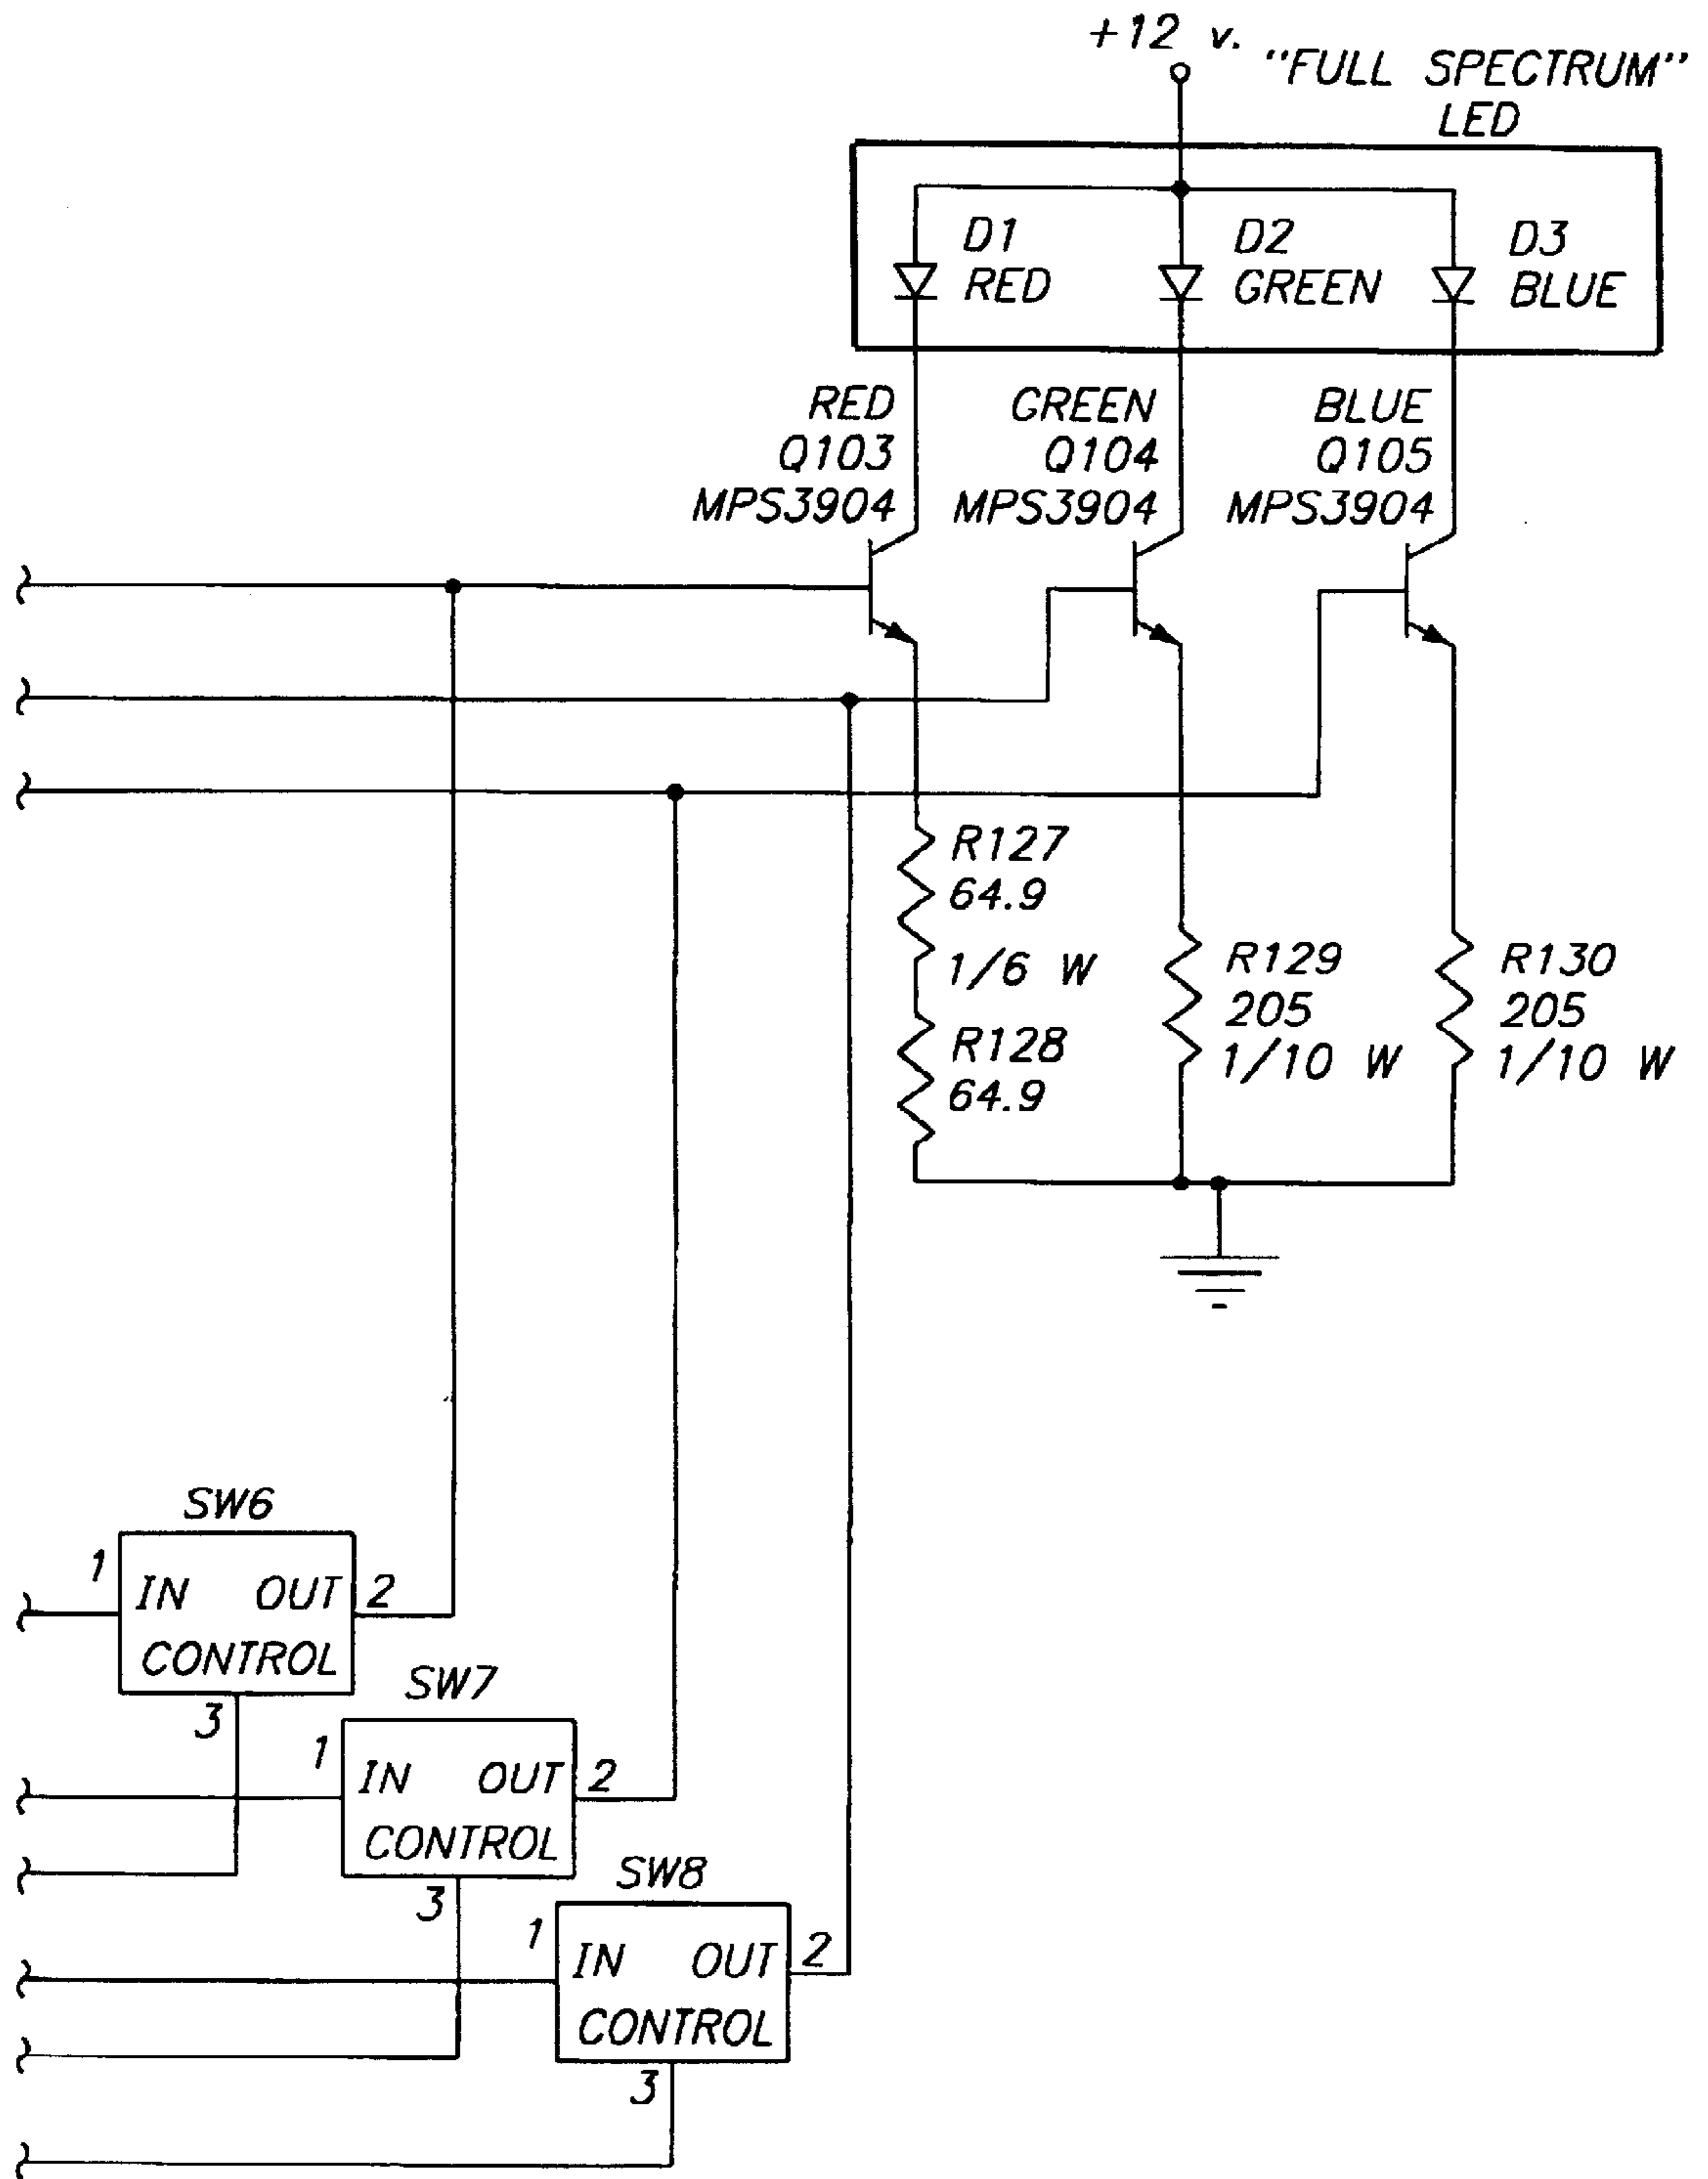 +12 v.
"FULL SPECTRUM"
LED
D1
RED
D2
GREEN
D3
BLUE
RED
Q103
MPS3904
GREEN
Q104
MPS3904
BLUE
Q105
MPS3904
R127
64.9
1/6 W
R128
64.9
R129
205
1/10 W
R130
205
1/10 W
SW6
1
IN OUT
2
CONTROL
3
SW7
1
IN OUT
2
CONTROL
3
SW8
1
IN OUT
2
CONTROL
3